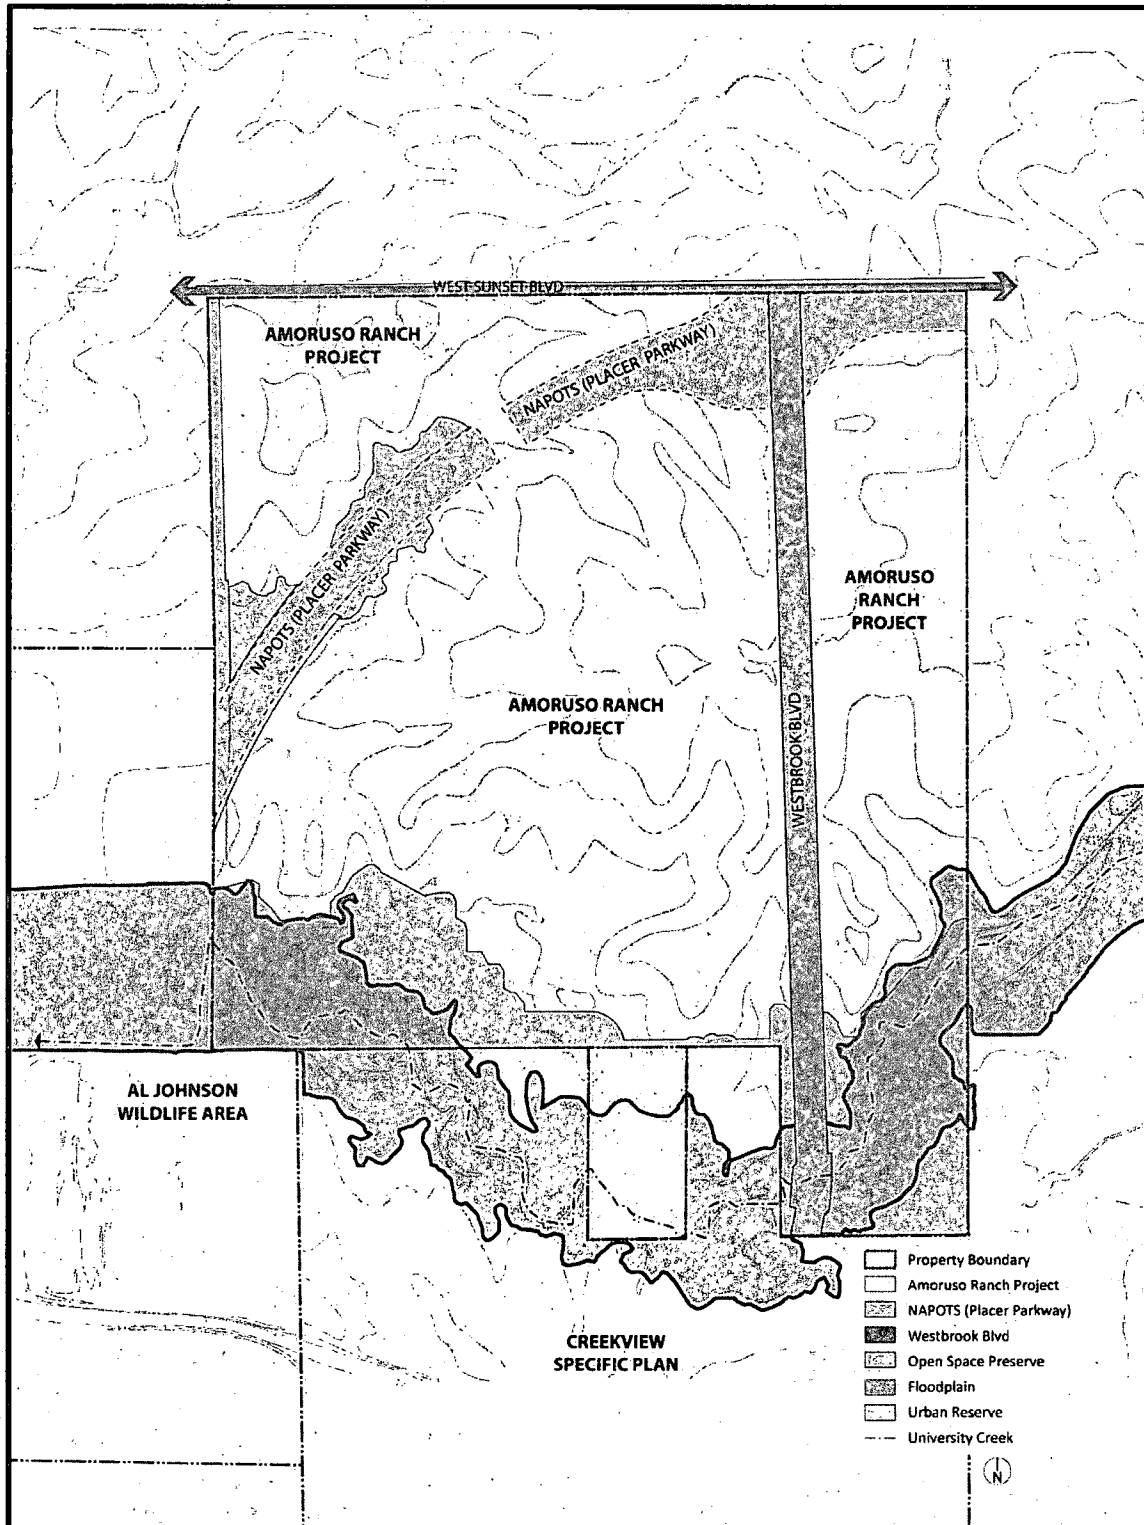 WEST SUNSET BLVD
AMORUSO RANCH
PROJECT
NAPOTS (PLACER PARKWAY)
NAPOTS (PLACER PARKWAY)
AMORUSO
RANCH
PROJECT
AMORUSO RANCH
PROJECT
WESTBROOK BLVD
AL JOHNSON
WILDLIFE AREA
CREEKVIEW
SPECIFIC PLAN
Property Boundary
Amoruso Ranch Project
NAPOTS (Placer Parkway)
Westbrook Blvd
Open Space Preserve
Floodplain
Urban Reserve
University Creek
N